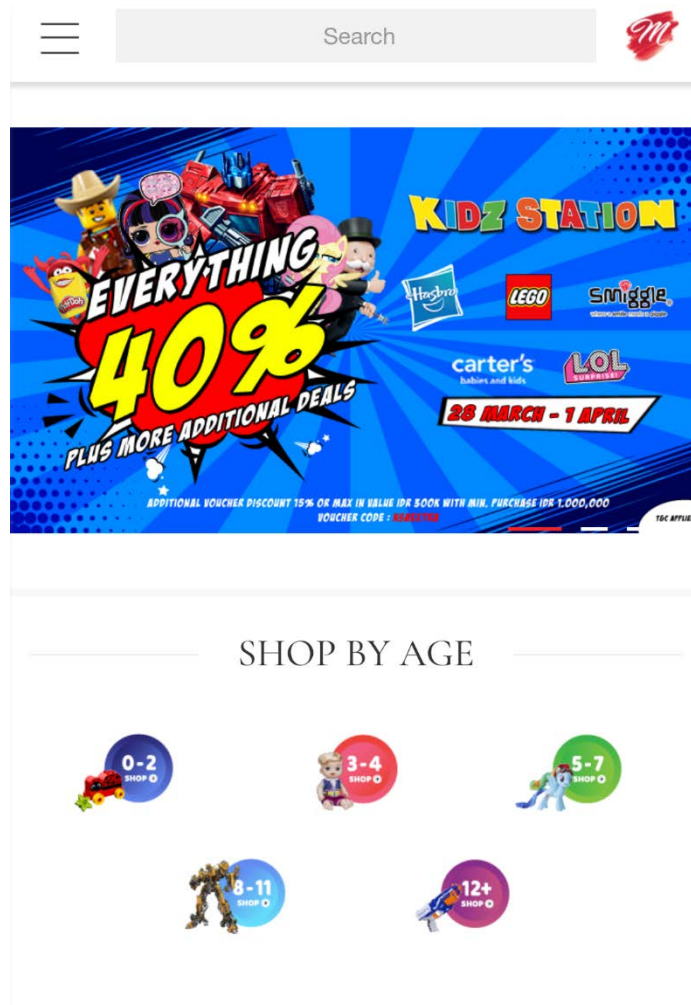 Search
M
KIDZ STATION
EVERYTHING
40%
PLUS MORE ADDITIONAL DEALS
Play-Doh
Hasbro
LEGO
smiggle
carter's
babies and kids
L.O.L.
SURPRISE!
28 MARCH - 1 APRIL
ADDITIONAL VOUCHER DISCOUNT 15% OR MAX IN VALUE IDR 300K WITH MIN. PURCHASE IDR 1.000,000
VOUCHER CODE :
T&C APPLIE
SHOP BY AGE
0-2
SHOP
3-4
SHOP
5-7
SHOP
8-11
SHOP
12+
SHOP